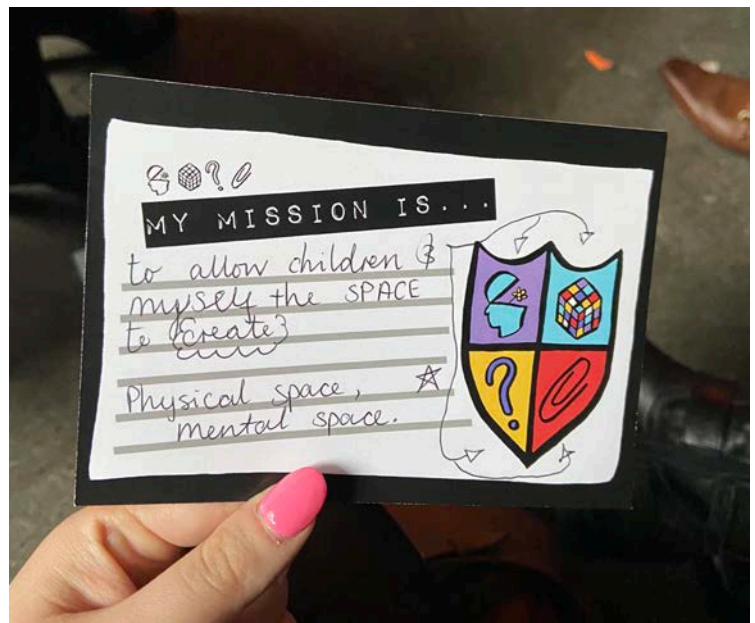 MY MISSION IS...
to allow children &
myself the SPACE
to {Create}
Physical space,
mental space.